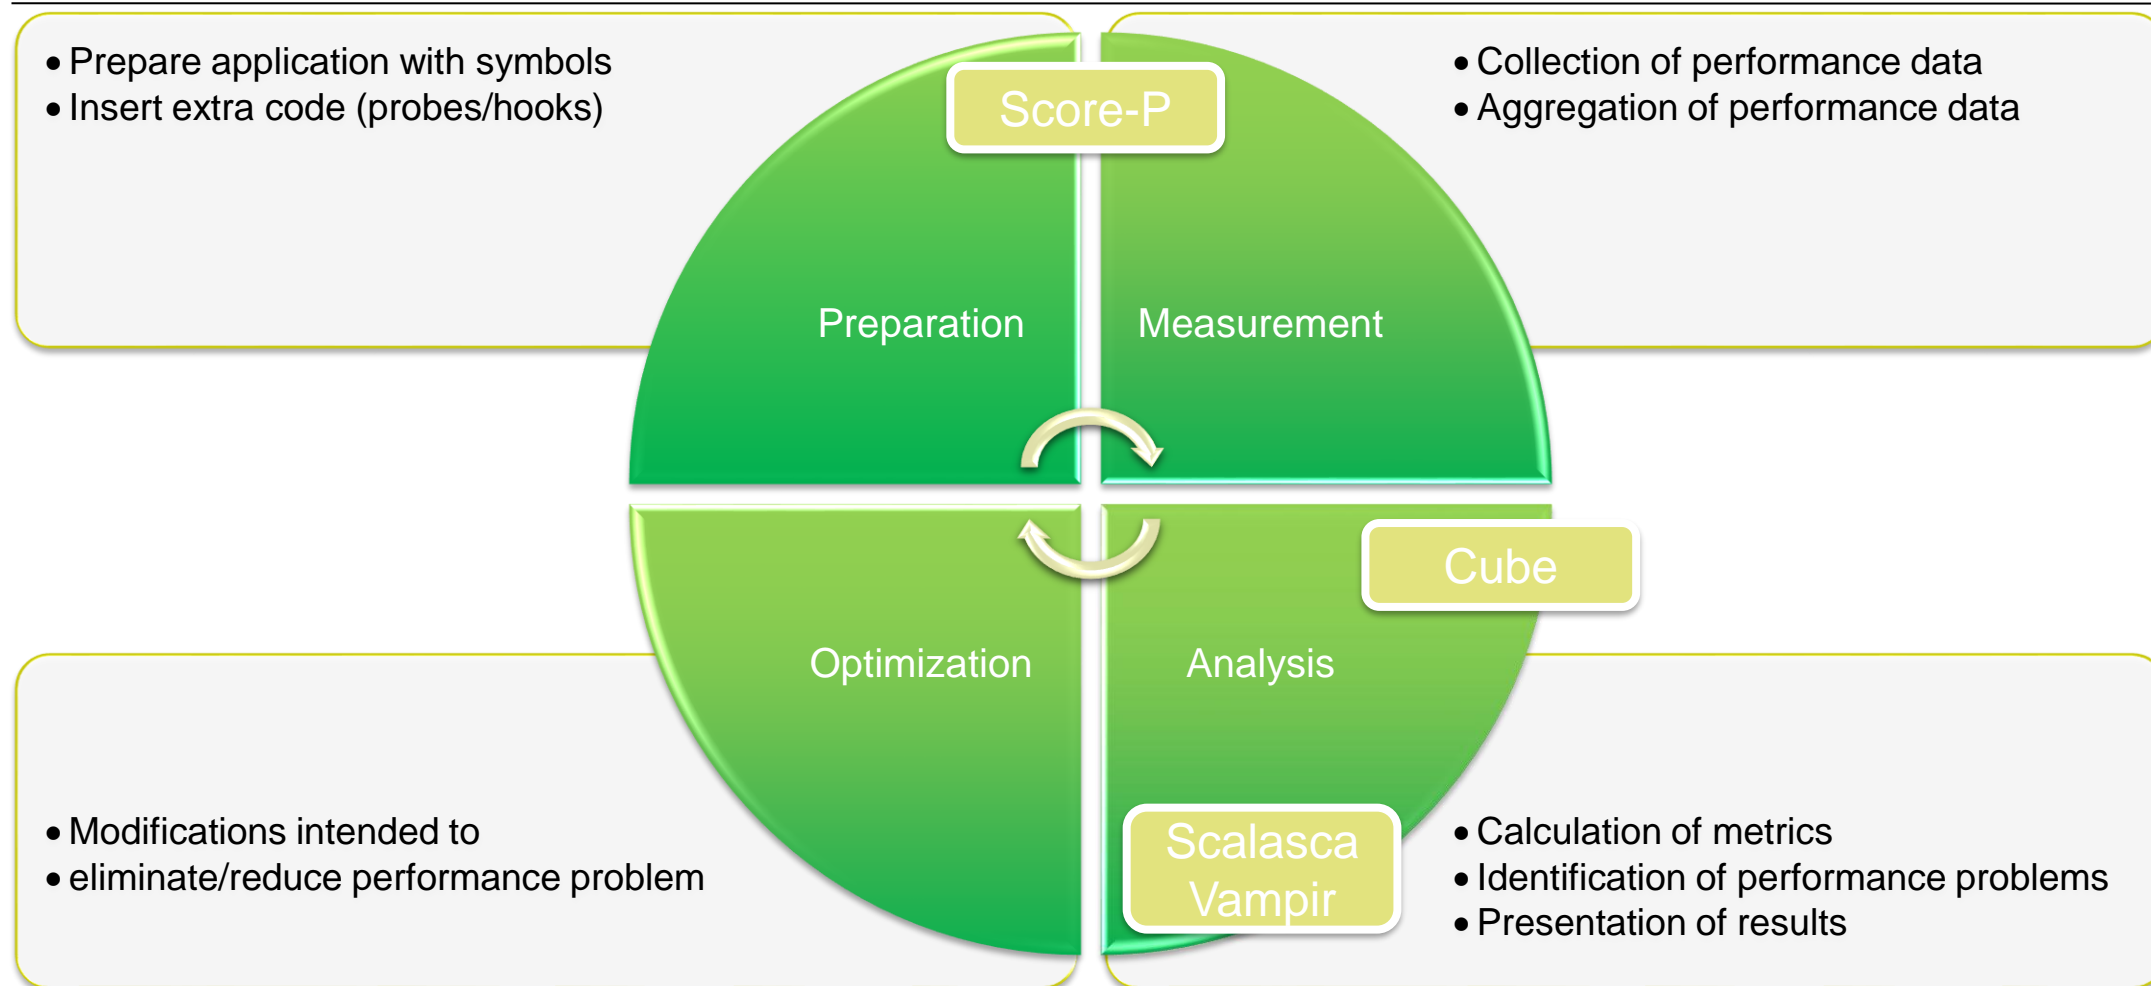 • Prepare application with symbols
• Insert extra code (probes/hooks)
Score-P
• Collection of performance data
• Aggregation of performance data
Preparation
Measurement
Cube
Optimization
Analysis
• Modifications intended to
• eliminate/reduce performance problem
Scalasca
Vampir
• Calculation of metrics
• Identification of performance problems
• Presentation of results